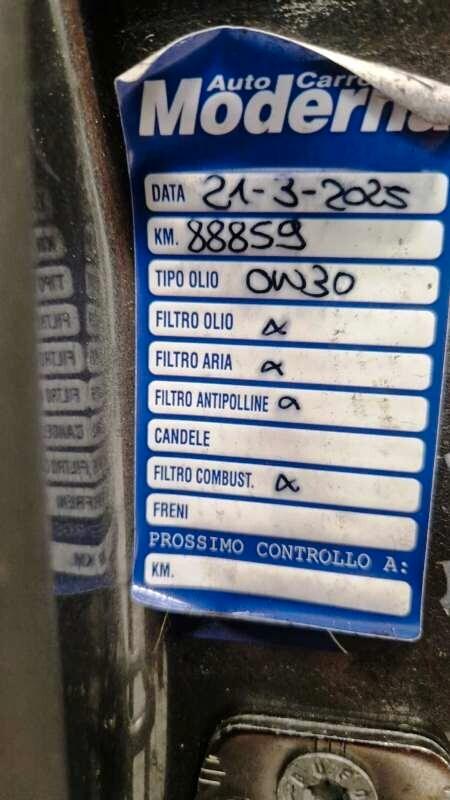 Auto Carro
Moderna
DATA 21-3-2025
KM. 88859
TIPO OLIO 0W30
FILTRO OLIO α
FILTRO ARIA α
FILTRO ANTIPOLLINE α
CANDELE
FILTRO COMBUST. α
FRENI
PROSSIMO CONTROLLO A:
KM.